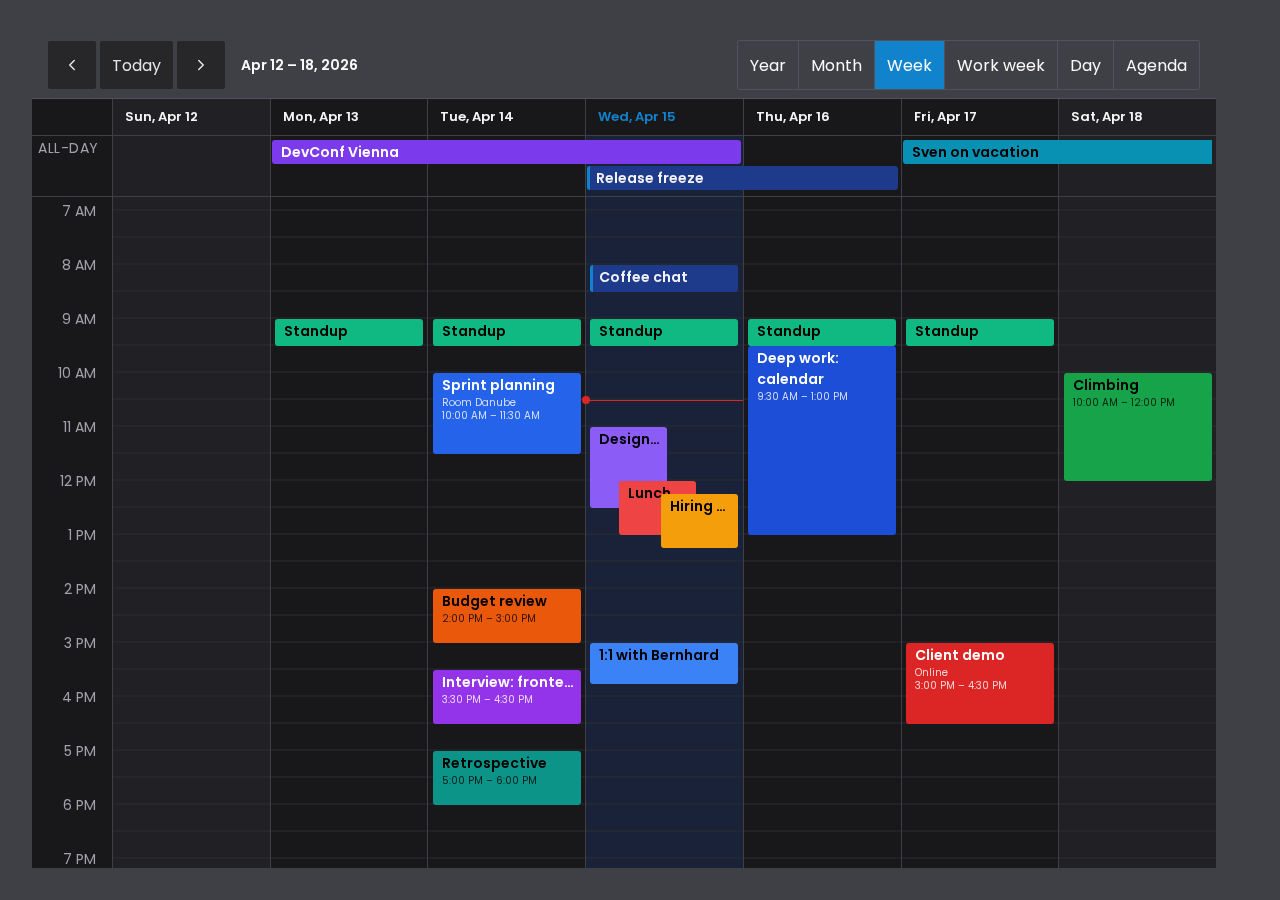 Today
Apr 12 – 18, 2026
Year
Month
Week
Work week
Day
Agenda
Sun, Apr 12
Mon, Apr 13
Tue, Apr 14
Wed, Apr 15
Thu, Apr 16
Fri, Apr 17
Sat, Apr 18
ALL-DAY
DevConf Vienna
Sven on vacation
Release freeze
7 AM
8 AM
Coffee chat
9 AM
Standup
Standup
Standup
Standup
Standup
Deep work:
calendar
9:30 AM – 1:00 PM
10 AM
Sprint planning
Room Danube
10:00 AM – 11:30 AM
Climbing
10:00 AM – 12:00 PM
11 AM
Design...
12 PM
Lunch
Hiring ...
1 PM
2 PM
Budget review
2:00 PM – 3:00 PM
3 PM
1:1 with Bernhard
Client demo
Online
3:00 PM – 4:30 PM
Interview: fronte...
3:30 PM – 4:30 PM
4 PM
5 PM
Retrospective
5:00 PM – 6:00 PM
6 PM
7 PM